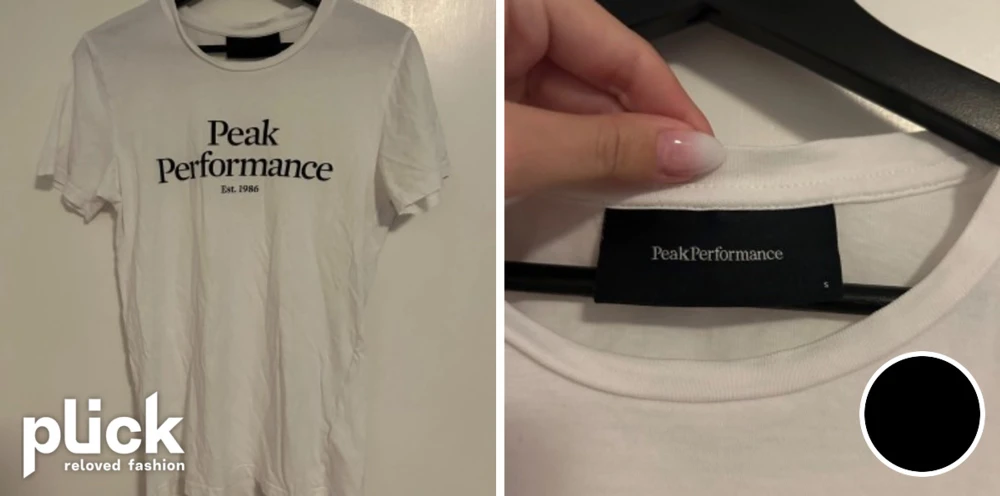 Peak
Performance
Est. 1986
plick
reloved fashion
PeakPerformance
S